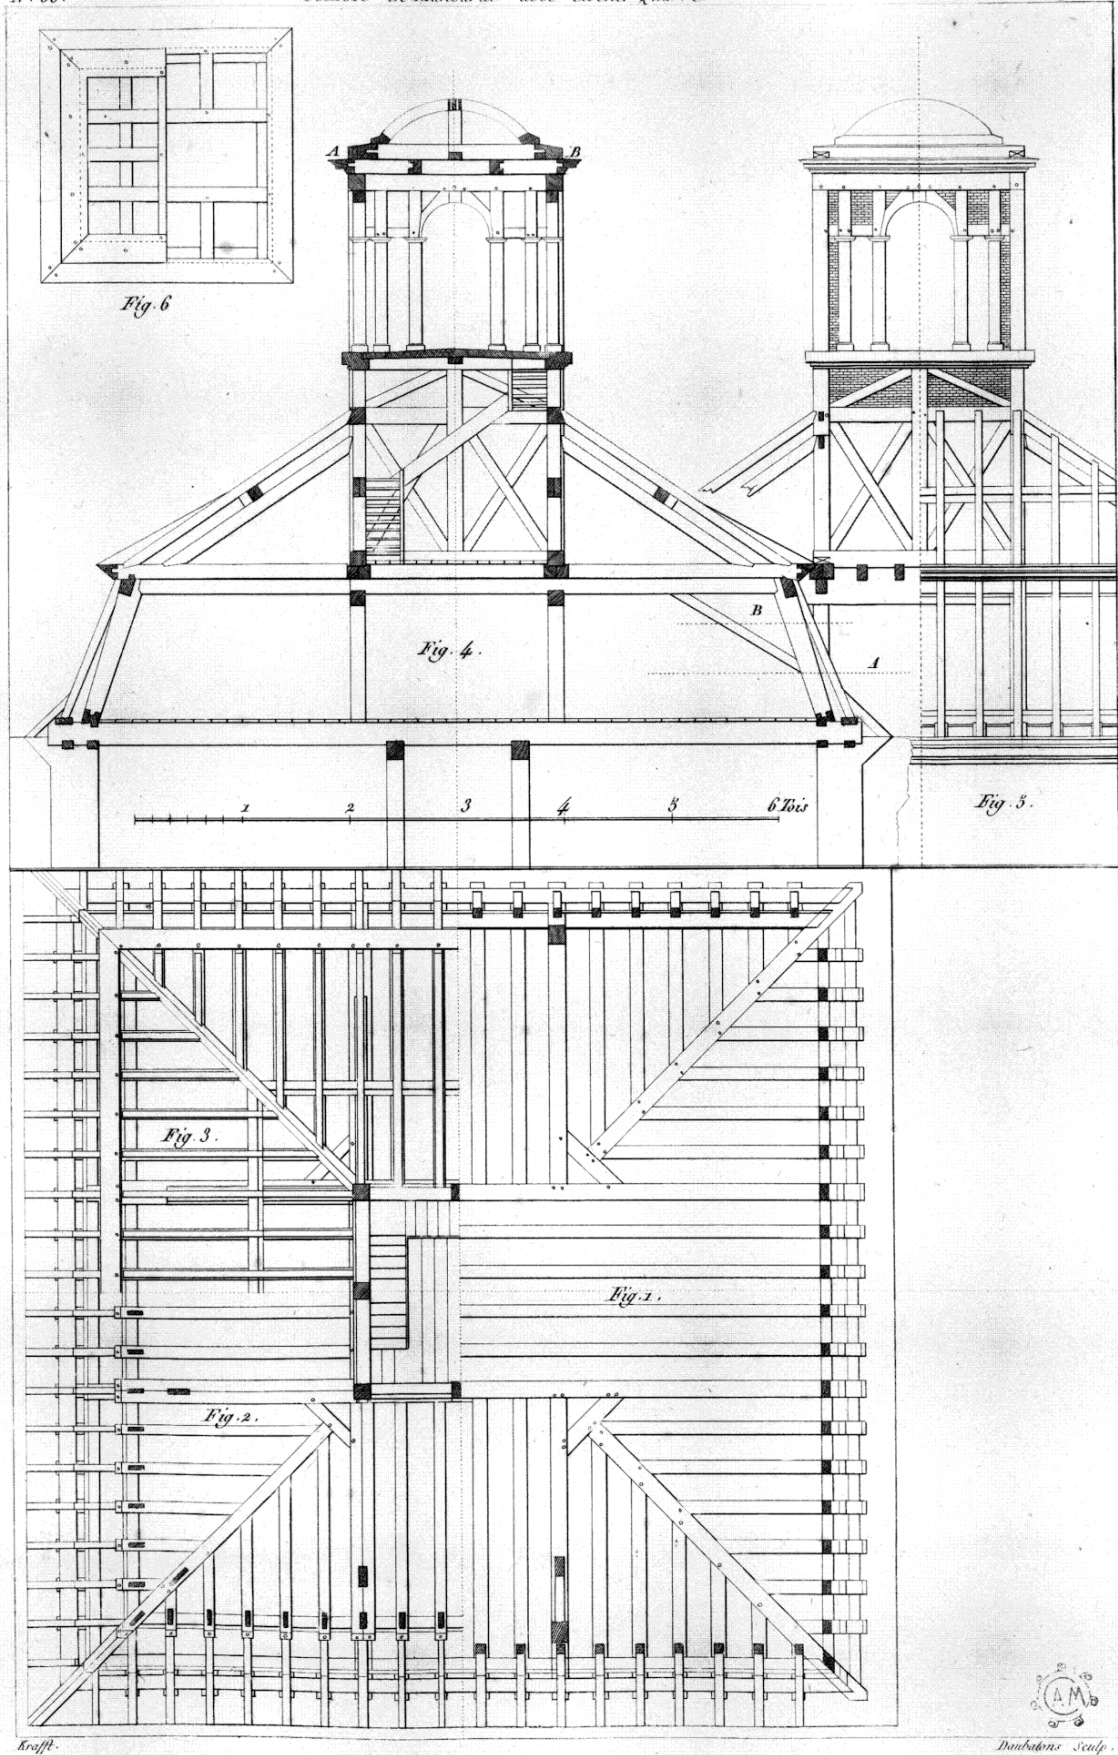 A
B
Fig. 6
Fig. 4.
B
A
1 2 3 4 5 6 Tois
Fig. 5.
Fig. 3.
Fig. 1.
Fig. 2.
AM
Krafft.
Daubatons Sculp.